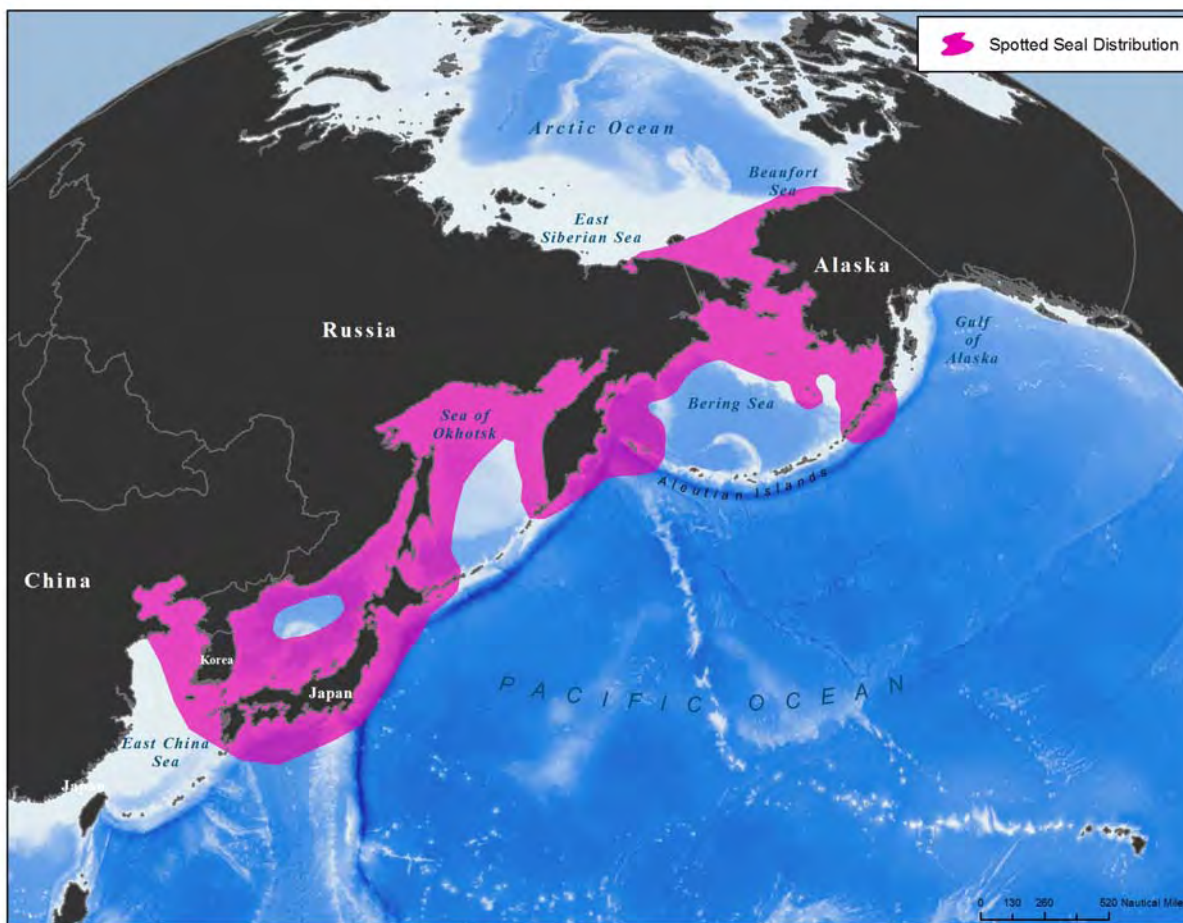 Spotted Seal Distribution
Arctic Ocean
Beaufort
Sea
East
Siberian Sea
Alaska
Russia
Gulf
of
Alaska
Sea of
Okhotsk
Bering Sea
Aleutian Islands
China
Korea
Japan
PACIFIC OCEAN
East China
Sea
0 130 260 520 Nautical Mile